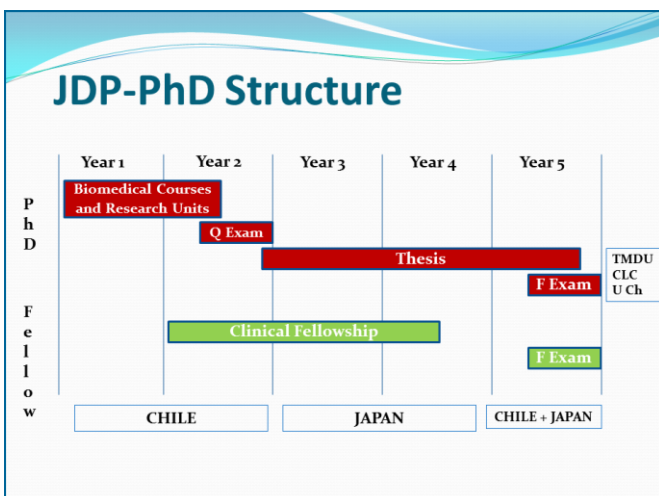 JDP-PhD Structure
Year 1 Year 2 Year 3 Year 4 Year 5
PhD
Biomedical Courses
and Research Units
Q Exam
Thesis
F Exam
TMDU
CLC
U Ch
Fellow
Clinical Fellowship
F Exam
CHILE JAPAN CHILE + JAPAN